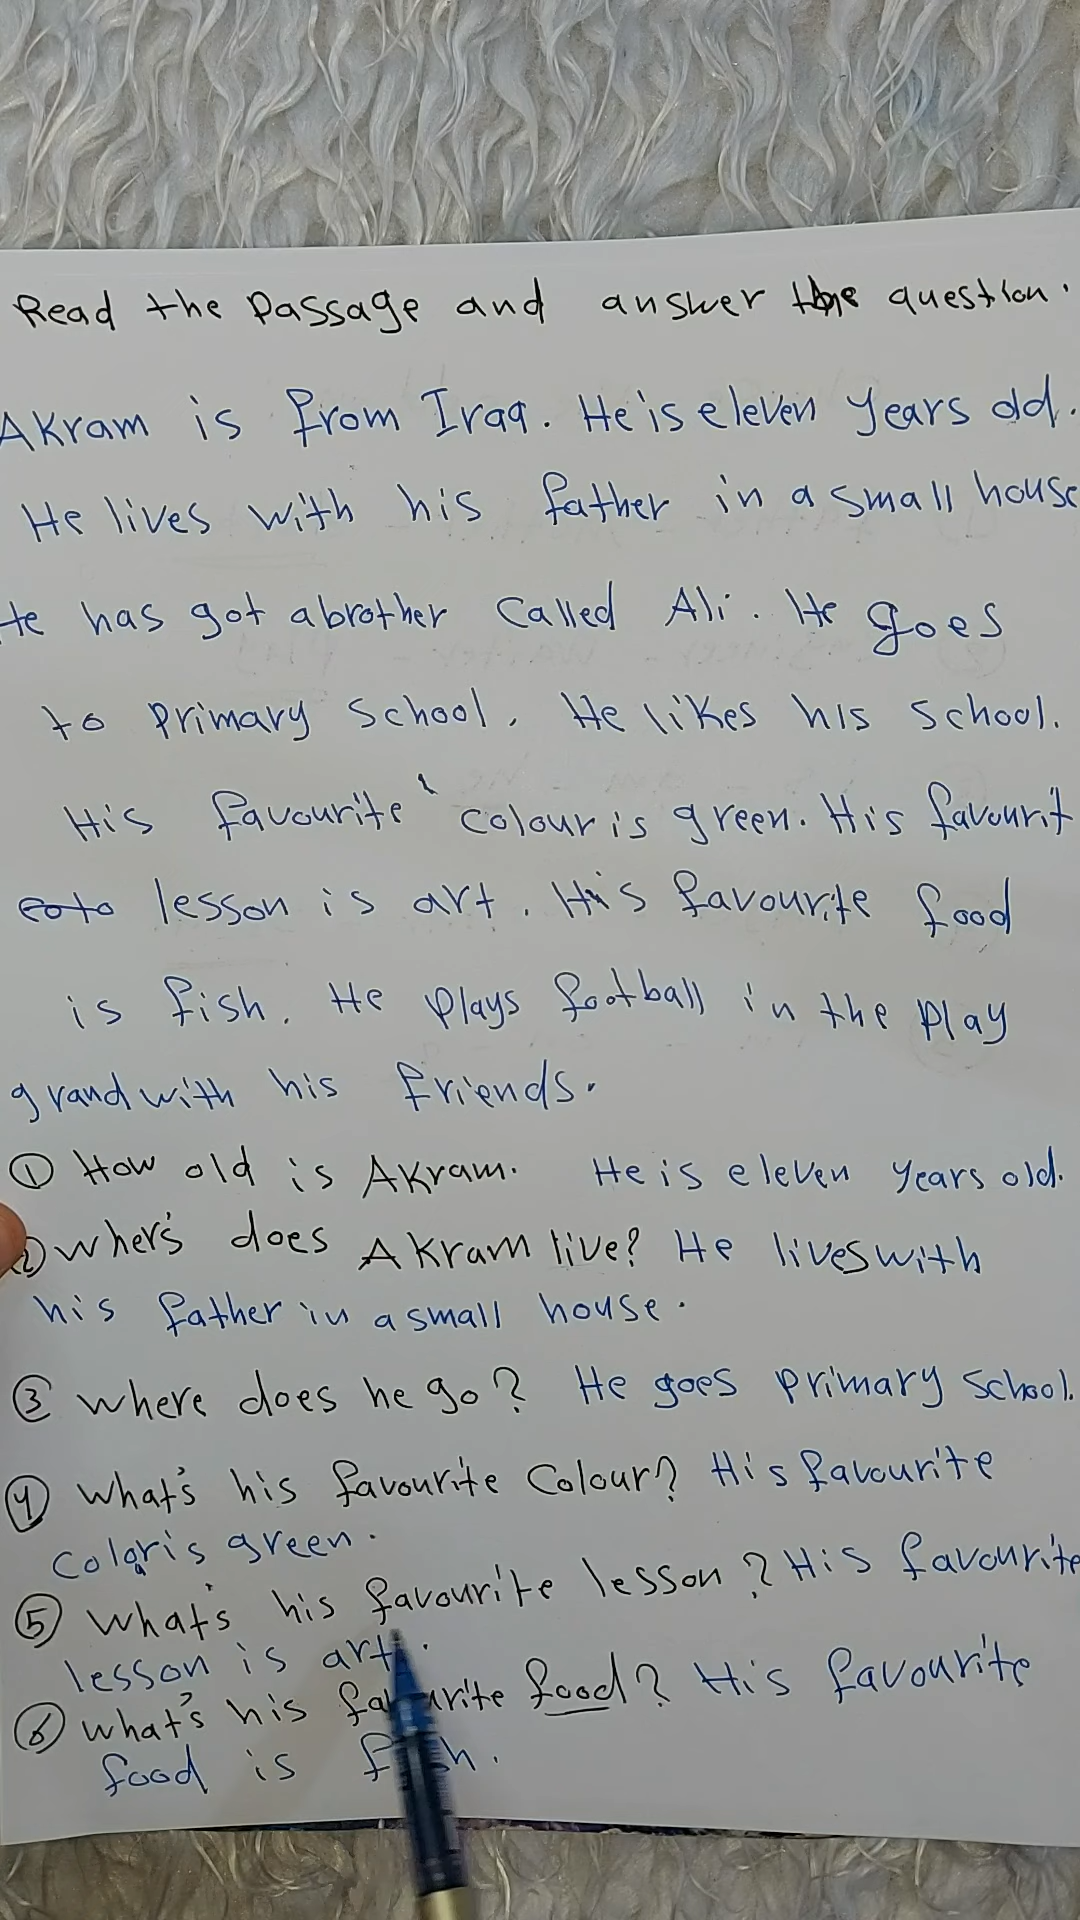 Read the passage and answer the question.
Akram is from Iraq. He is eleven years old.
He lives with his father in a small house
He has got a brother called Ali. He goes
to primary school. He likes his school.
His favourite colour is green. His favourit
lesson is art. His favourite food
is fish. He plays football in the play
grand with his friends.
① How old is Akram. He is eleven years old.
② Wher's does Akram live? He lives with
his father in a small house.
③ where does he go? He goes primary school.
④ What's his favourite colour? His favourite
color is green.
⑤ What's his favourite lesson? His favourite
lesson is art.
⑥ What's his favourite food? His favourite
food is fish.